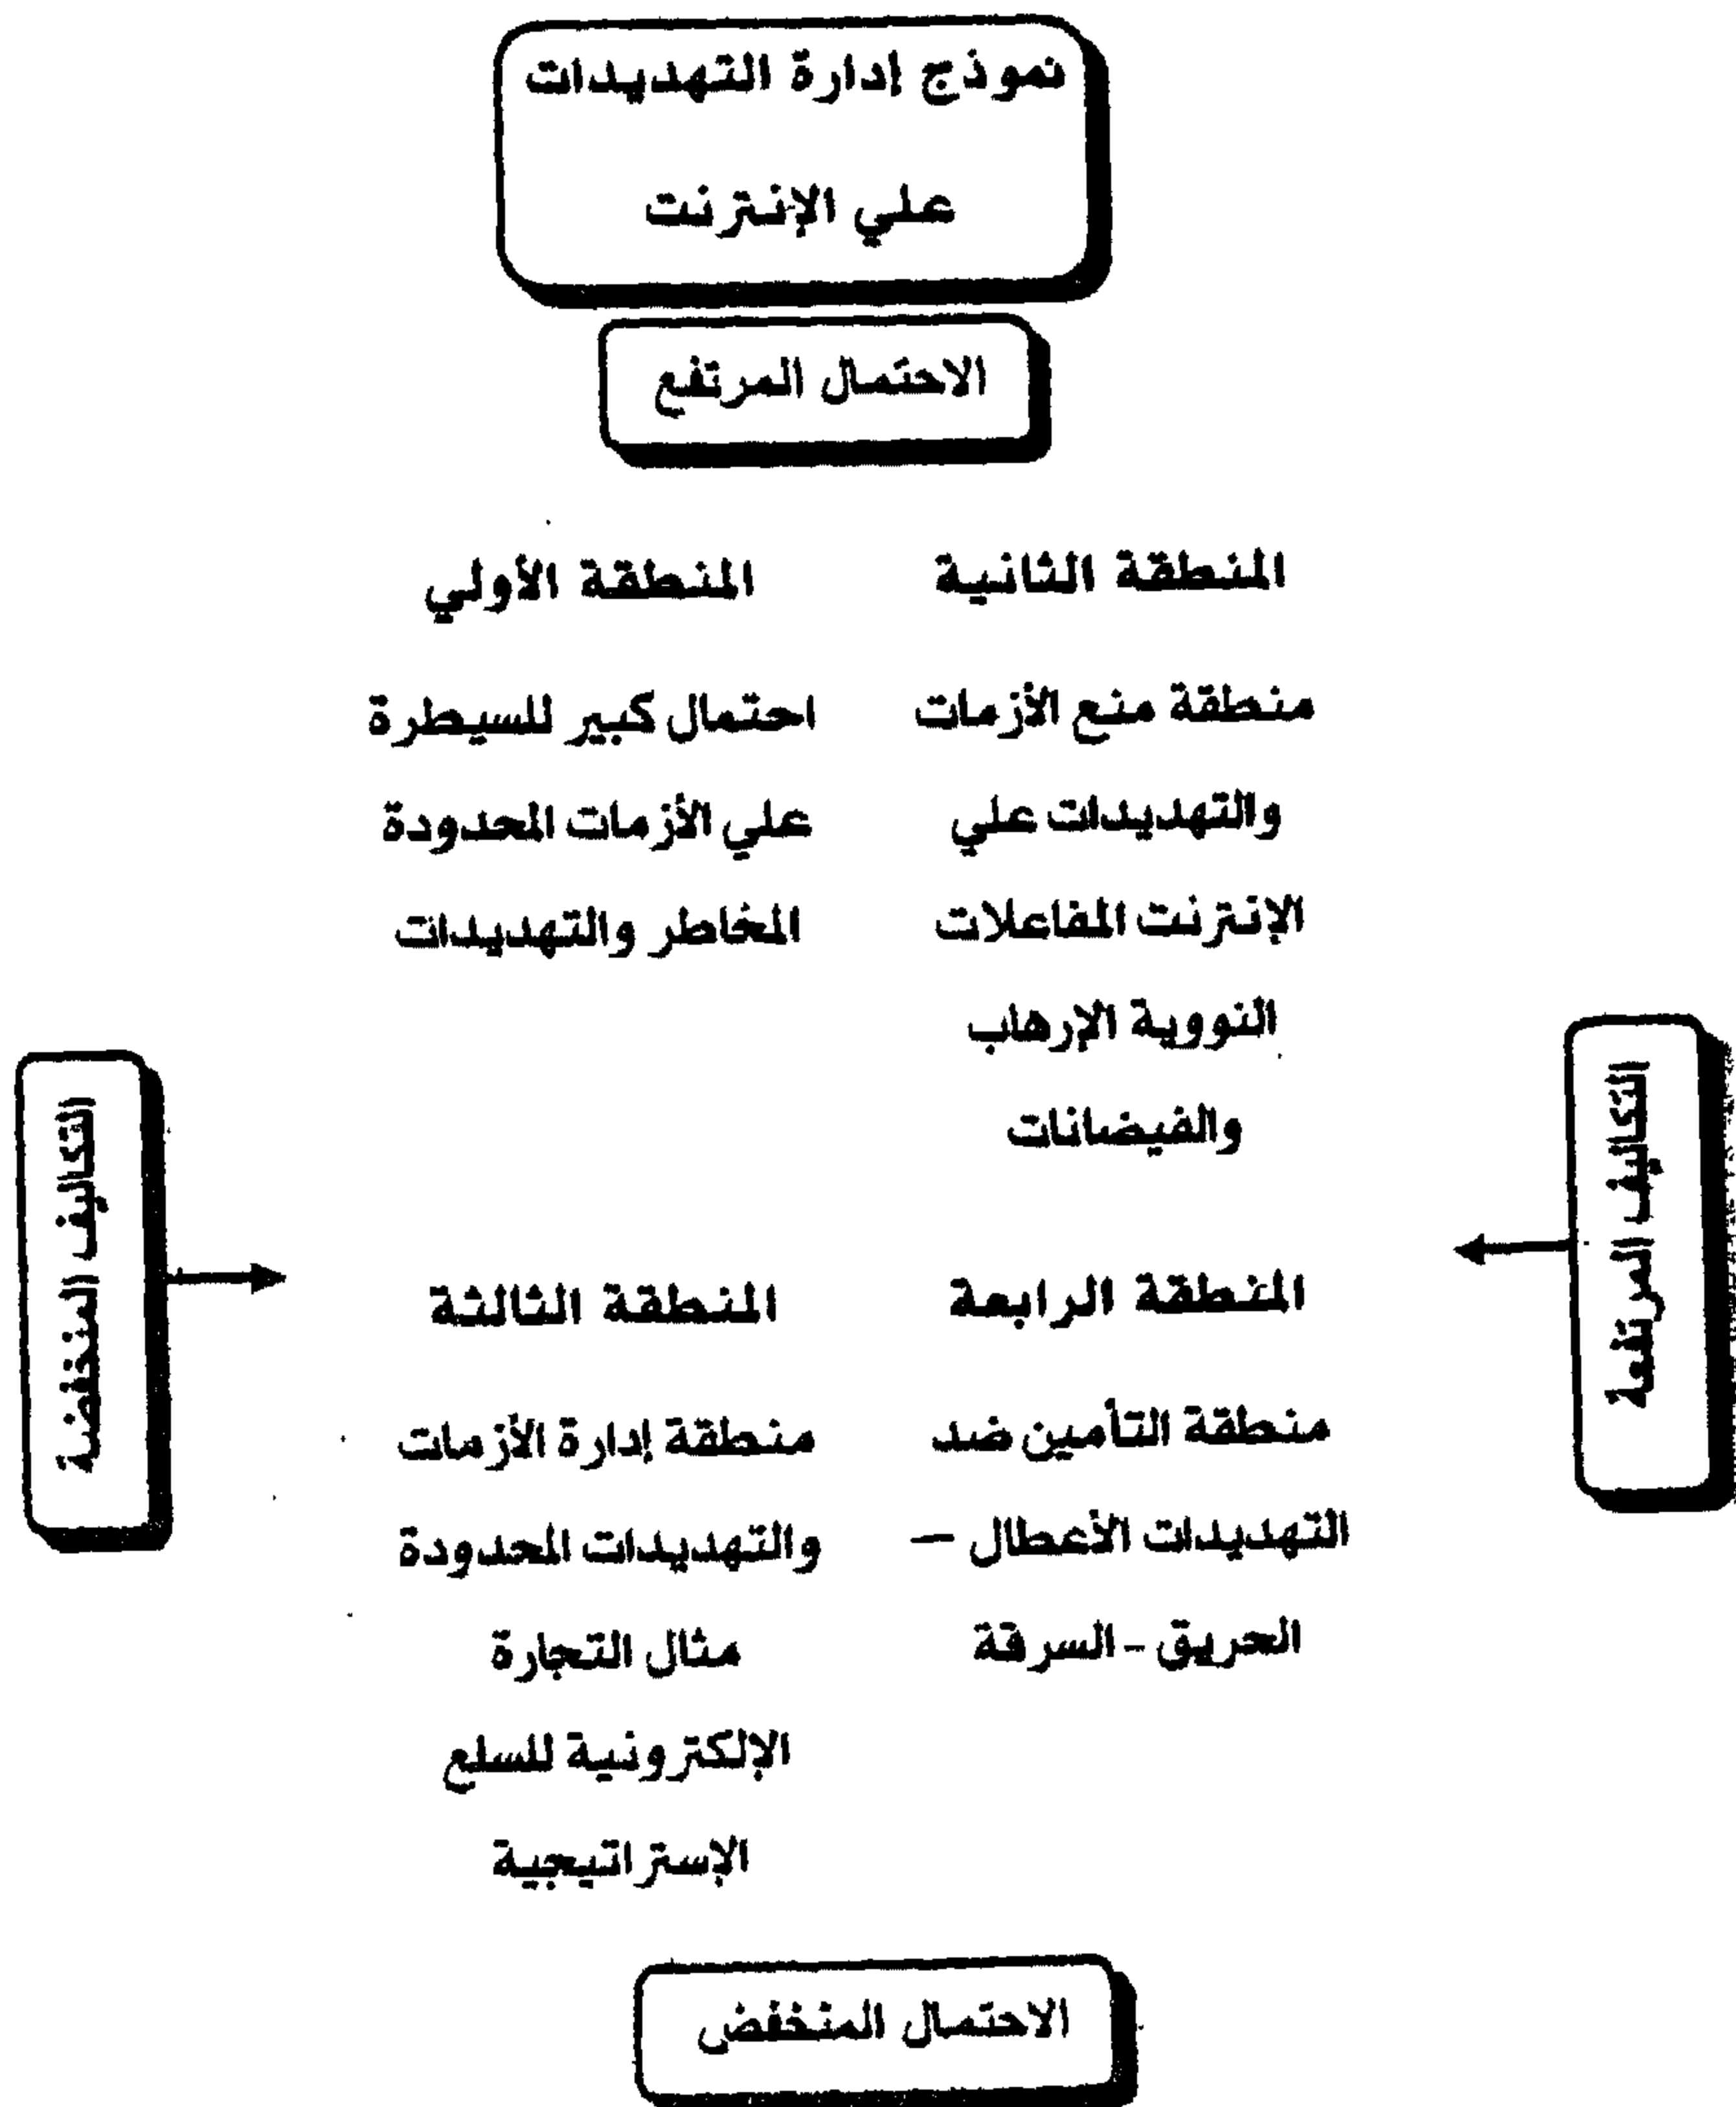 نموذج إدارة التهديدات
علي الإنترنت
الاحتمال المرتفع
المنطقة الثانية
منطقة منع الأزمات
والتهديدات علي
الإنترنت المفاعلات
النووية الإرهاب
والفيضانات
المنطقة الأولي
احتمال كبير للسيطرة
علي الأزمات المحدودة
المخاطر والتهديدات
التكاليف المرتفعة
التكاليف
المنطقة الرابعة
منطقة التأمين ضد
التهديدات الأعطال –
الحريق - السرقة
المنطقة الثالثة
منطقة إدارة الأزمات
والتهديدات المحدودة
مثال التجارة
الإلكترونية للسلع
الإستراتيجية
الاحتمال المنخفض